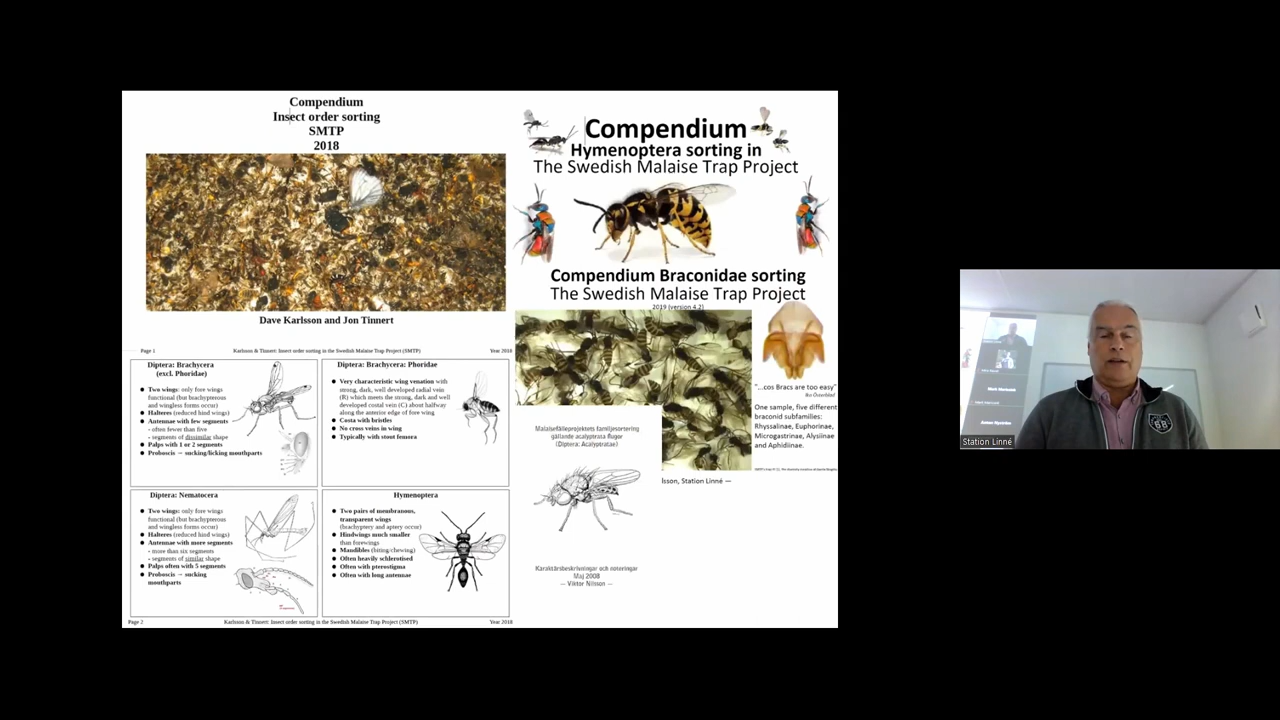 Compendium
Insect order sorting
SMTP
2018
Dave Karlsson and Jon Tinnert
Page 1
Karlsson & Tinnert: Insect order sorting in the Swedish Malaise Trap Project (SMTP)
Year 2018
Diptera: Brachycera
(excl. Phoridae)
● Two wings: only fore wings
functional (but brachypterous
and wingless forms occur)
● Halteres (reduced hind wings)
● Antennae with few segments
- often fewer than five
- segments of dissimilar shape
● Palps with 1 or 2 segments
● Proboscis → sucking/licking mouthparts
Diptera: Brachycera: Phoridae
● Very characteristic wing venation with
strong, dark, well developed radial vein
(R) which meets the strong, dark and well
developed costal vein (C) about halfway
along the anterior edge of fore wing
● Costa with bristles
● No cross veins in wing
● Typically with stout femura
Diptera: Nematocera
● Two wings: only fore wings
functional (but brachypterous
and wingless forms occur)
● Halteres (reduced hind wings)
● Antennae with more segments
- more than six segments
- segments of similar shape
● Palps often with 5 segments
● Proboscis → sucking
mouthparts
Hymenoptera
● Two pairs of membranous,
transparent wings
(brachyptery and aptery occur)
● Hindwings much smaller
than forewings
● Mandibles (biting/chewing)
● Often heavily sclerotised
● Often with pterostigma
● Often with long antennae
Page 2
Karlsson & Tinnert: Insect order sorting in the Swedish Malaise Trap Project (SMTP)
Year 2018
Compendium
Hymenoptera sorting in
The Swedish Malaise Trap Project
Compendium Braconidae sorting
The Swedish Malaise Trap Project
2019 (version 4.2)
"...cos Bracs are too easy"
One sample, five different
braconid subfamilies:
Rhyssalinae, Euphorinae,
Microgastrinae, Alysiinae
and Aphidiinae.
lsson, Station Linné —
Malaisefälleprojektets familjesortering
gällande acalyptrata flugor
(Diptera: Acalyptratae)
Karaktärsbeskrivningar och noteringar
Maj 2008
— Viktor Nilsson —
68
Station Linné